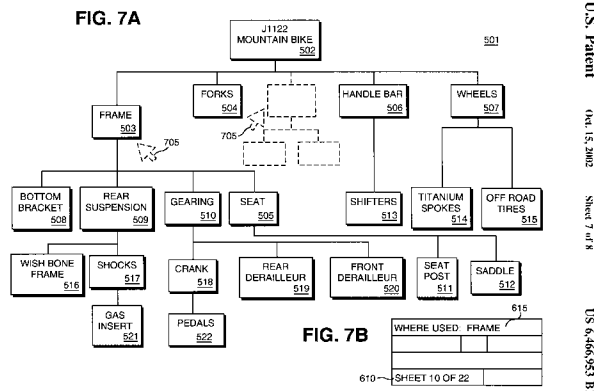 FIG. 7A
J1122
MOUNTAIN BIKE
502
501
FORKS
504
HANDLE BAR
506
WHEELS
507
FRAME
503
705
705
BOTTOM
BRACKET
508
REAR
SUSPENSION
509
GEARING
510
SEAT
505
SHIFTERS
513
TITANIUM
SPOKES
514
OFF ROAD
TIRES
515
WISH BONE
FRAME
516
SHOCKS
517
CRANK
518
REAR
DERAILLEUR
519
FRONT
DERAILLEUR
520
SEAT
POST
511
SADDLE
512
GAS
INSERT
521
PEDALS
522
FIG. 7B
615
WHERE USED: FRAME
610
SHEET 10 OF 22
U.S. Patent
Oct. 15, 2002
Sheet 7 of 8
US 6,466,953 B